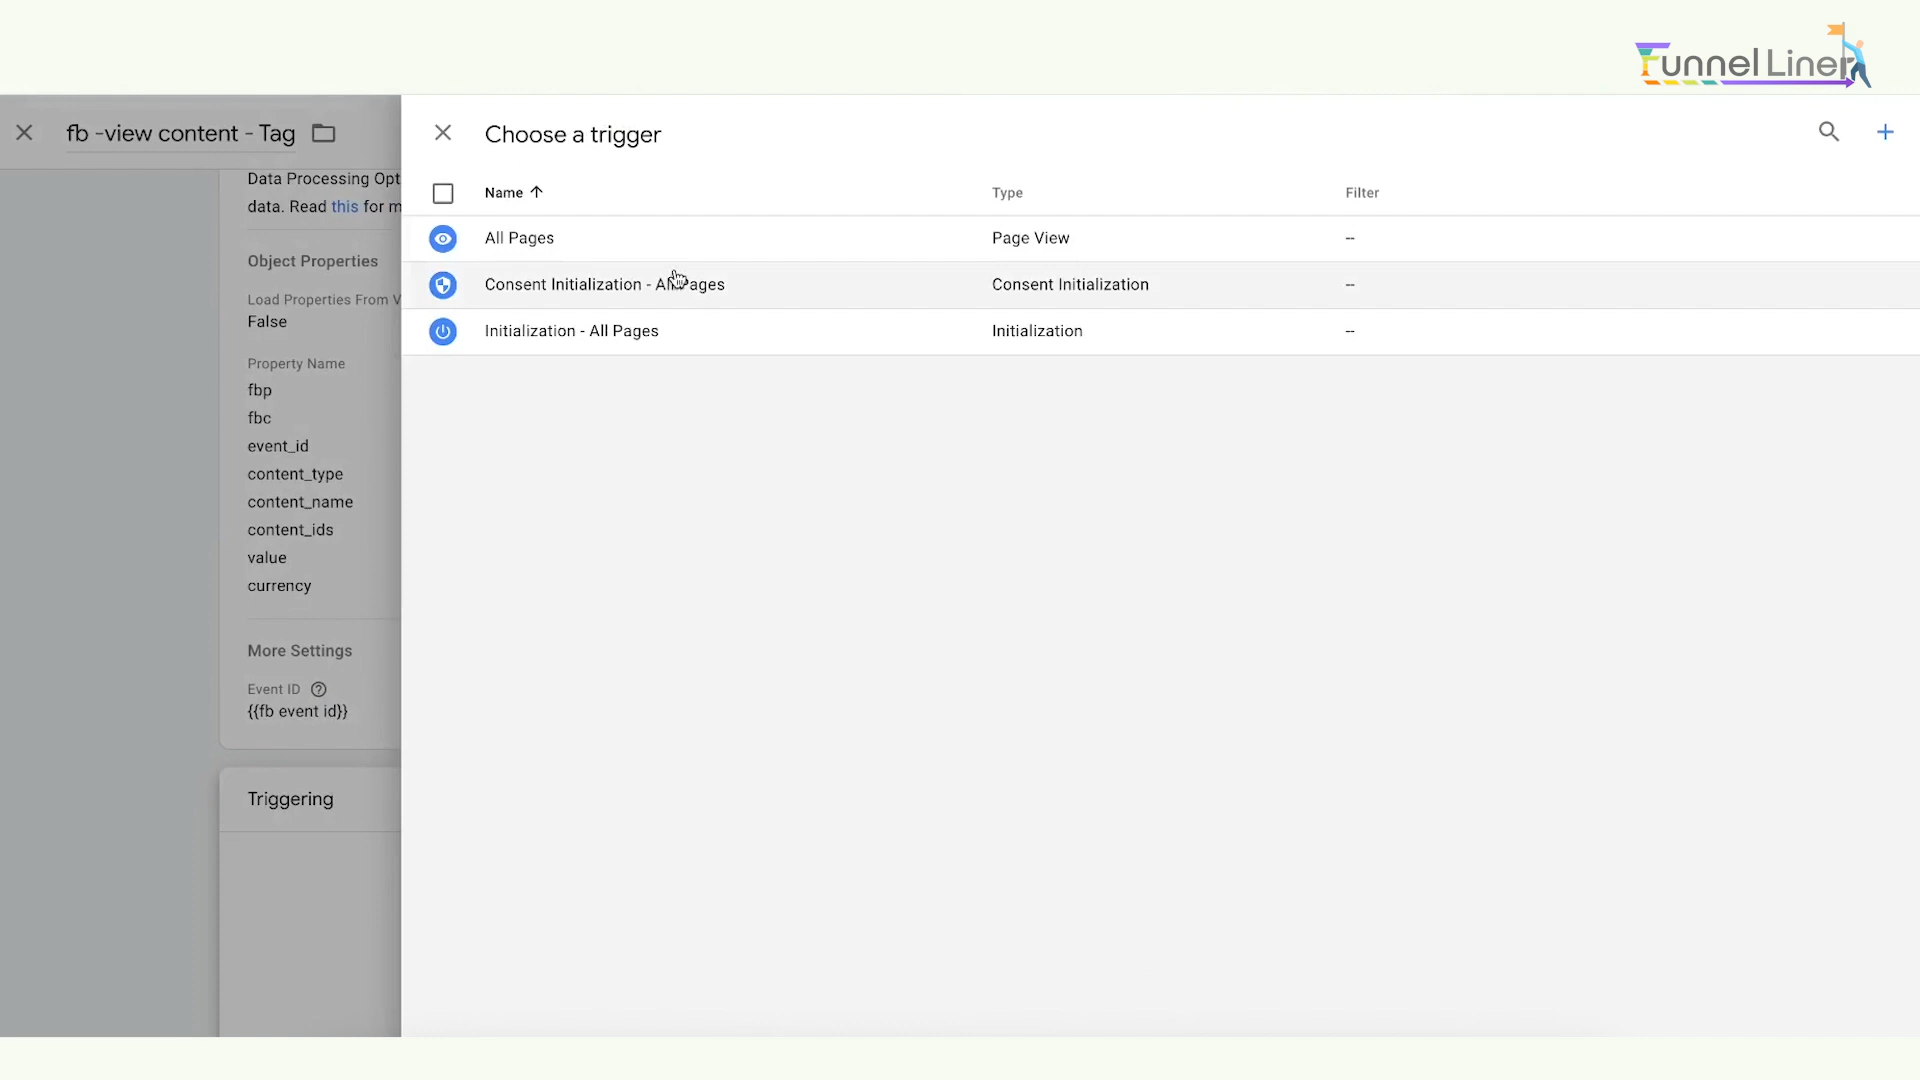 Funnel Liner
fb -view content - Tag
Choose a trigger
Data Processing Opt
data. Read this for m
Object Properties
Load Properties From V
False
Property Name
fbp
fbc
event_id
content_type
content_name
content_ids
value
currency
More Settings
Event ID
{{fb event id}}
Triggering
Name Type Filter
All Pages Page View --
Consent Initialization - All Pages Consent Initialization --
Initialization - All Pages Initialization --